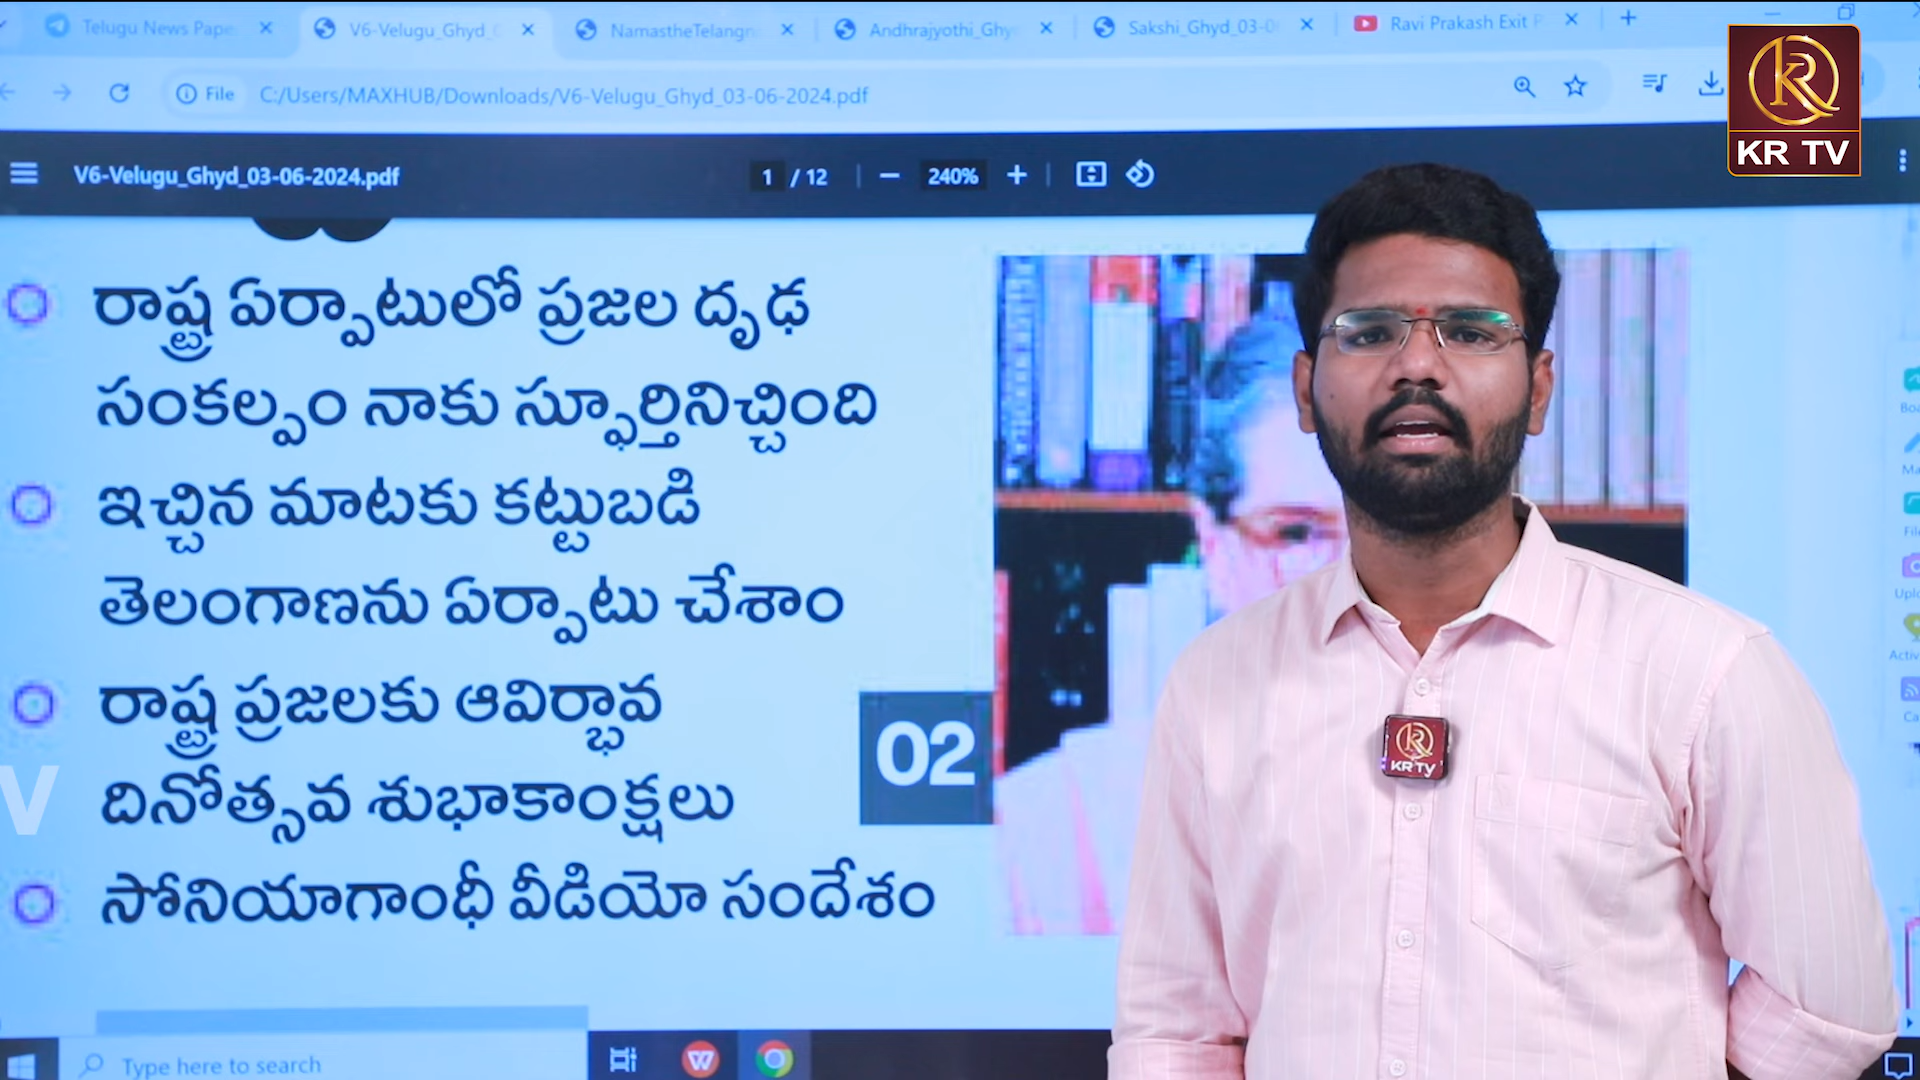 Telugu News Pape
V6-Velugu_Ghyd_
NamastheTelangn
Andhrajyothi_Ghy
Sakshi_Ghyd_03-0
Ravi Prakash Exit P
File
C:/Users/MAXHUB/Downloads/V6-Velugu_Ghyd_03-06-2024.pdf
KR TV
V6-Velugu_Ghyd_03-06-2024.pdf
1 / 12
240%
రాష్ట్ర ఏర్పాటులో ప్రజల దృఢ
సంకల్పం నాకు స్ఫూర్తినిచ్చింది
ఇచ్చిన మాటకు కట్టుబడి
తెలంగాణను ఏర్పాటు చేశాం
రాష్ట్ర ప్రజలకు ఆవిర్భావ
దినోత్సవ శుభాకాంక్షలు
సోనియాగాంధీ వీడియో సందేశం
02
KR TV
V
Type here to search